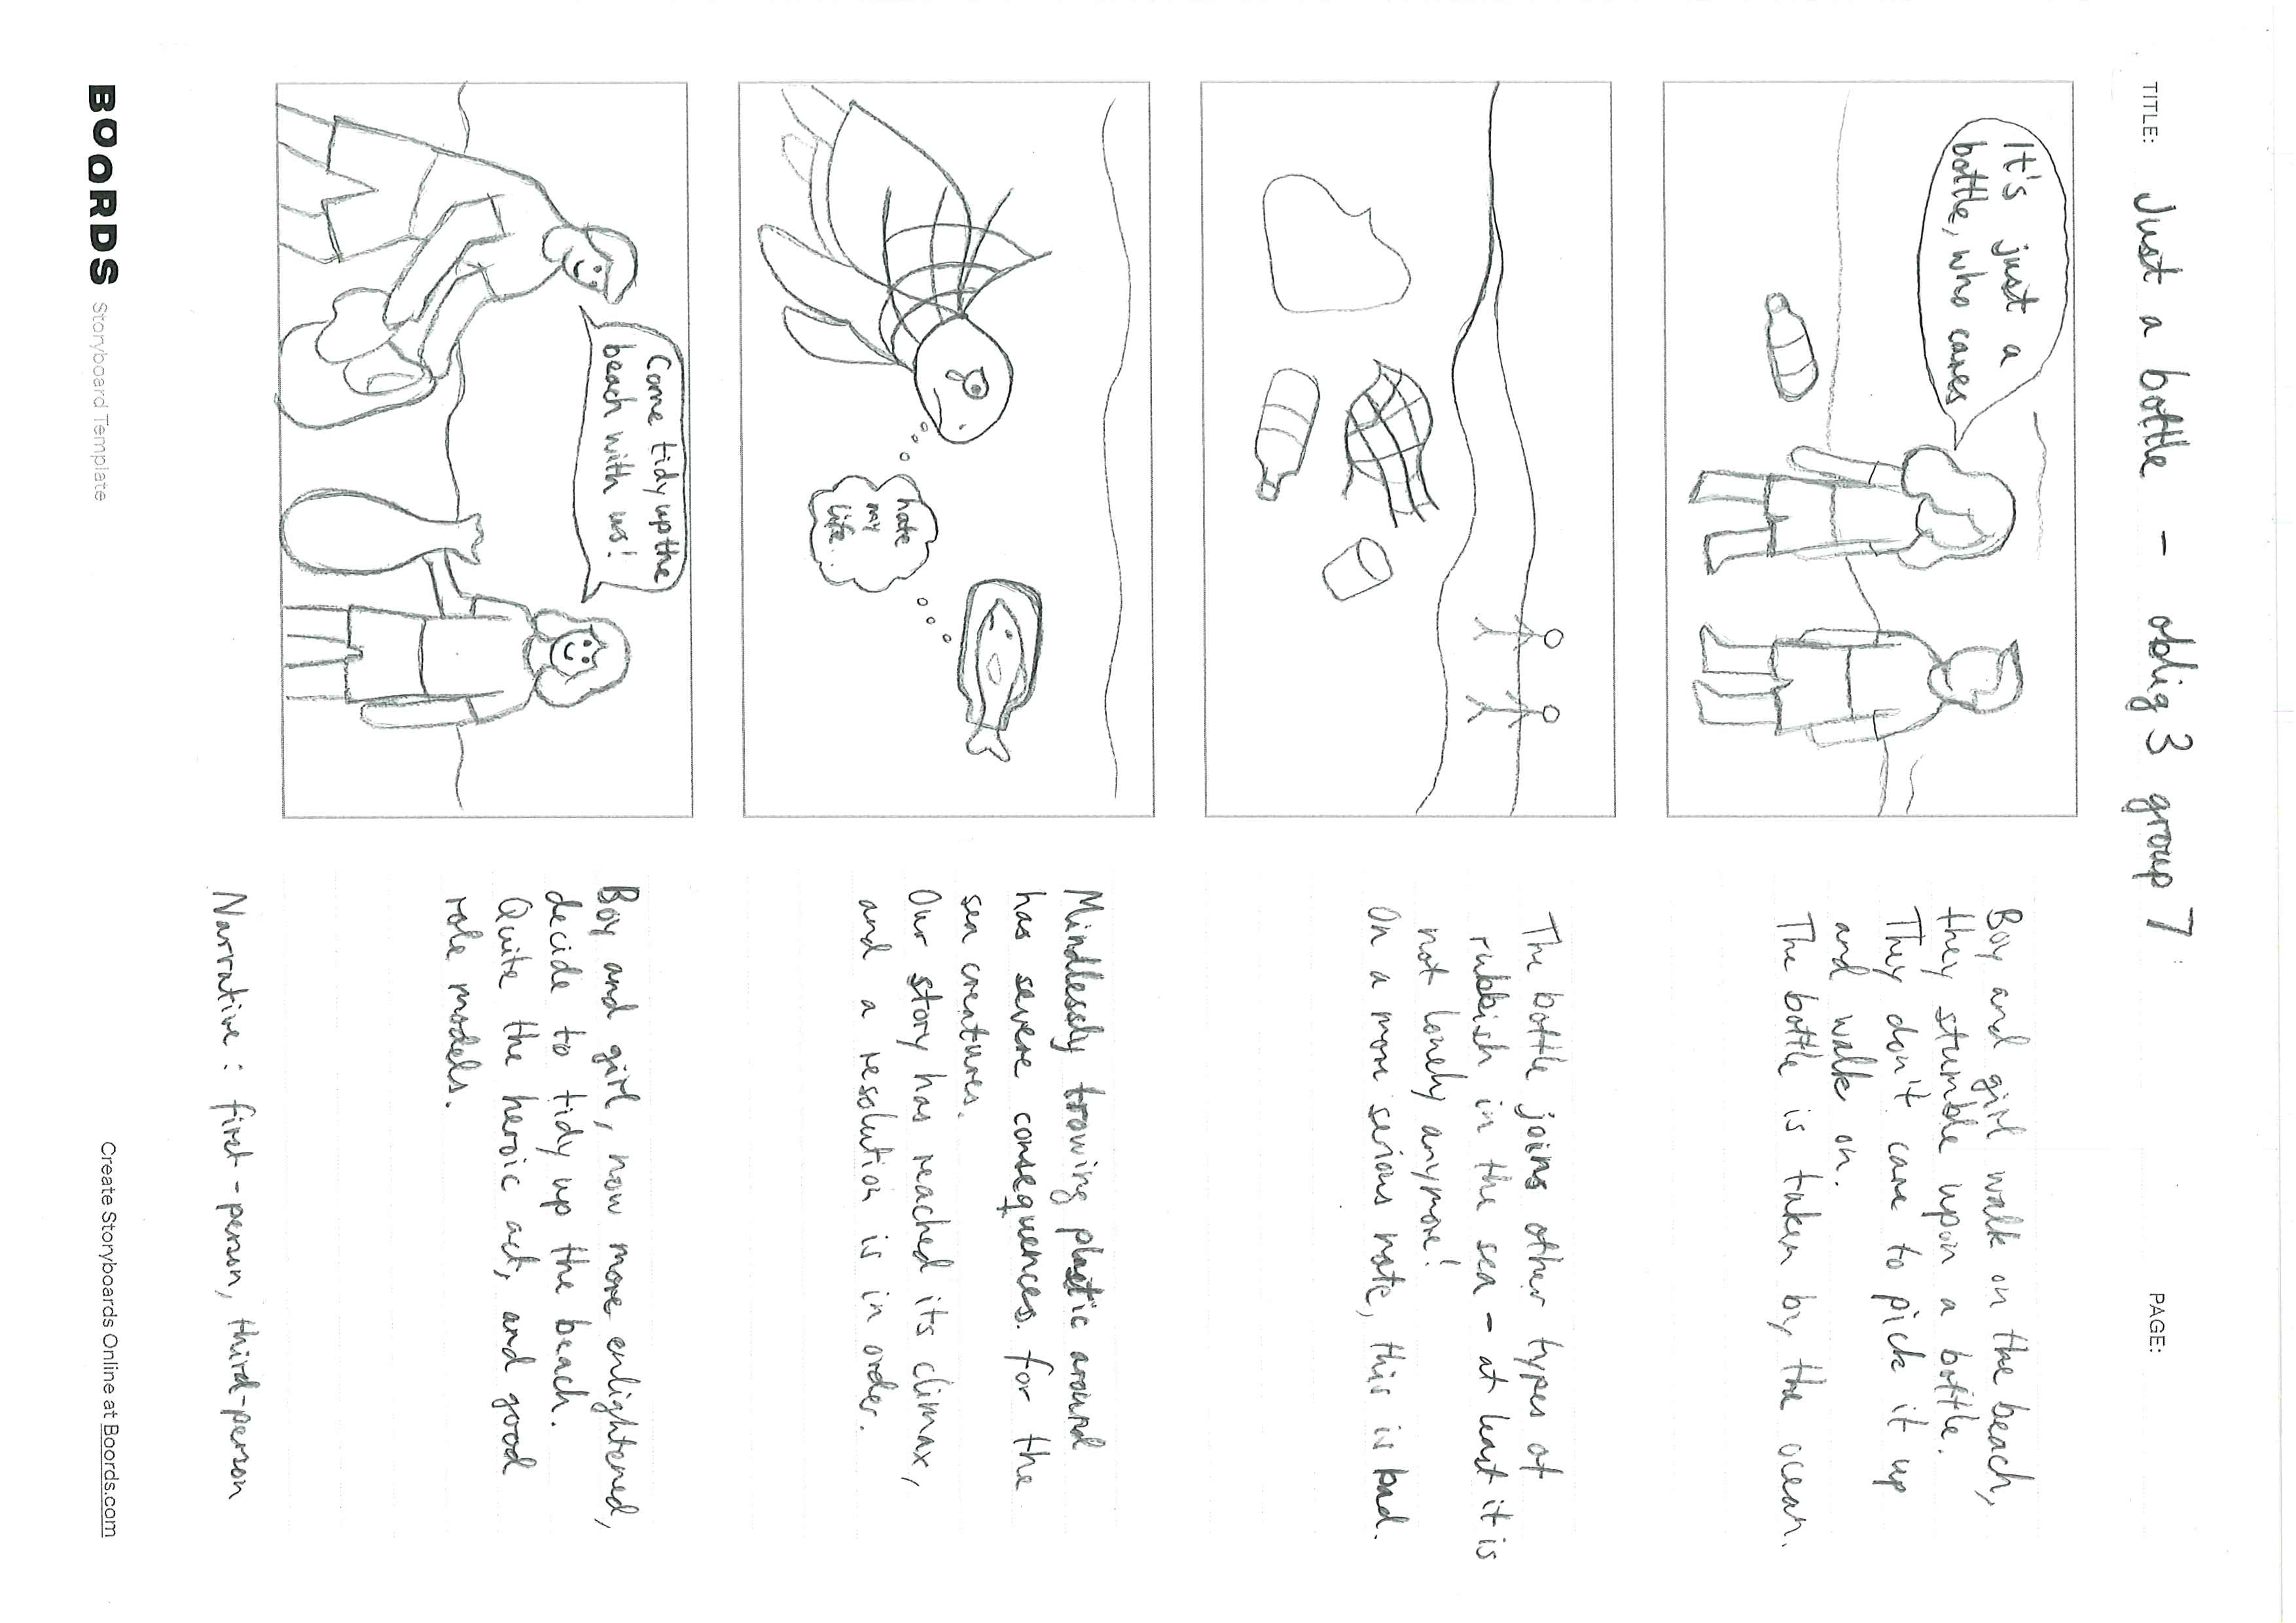 TITLE: Just a bottle - oblig 3 group 7
PAGE:
It's just a
bottle, who cares
Boy and girl walk on the beach,
they stumble upon a bottle.
They don't care to pick it up
and walk on.
The bottle is taken by the ocean.
The bottle joins other types of
rubbish in the sea - at least it is
not lonely anymore!
On a more serious note, this is bad.
Mindlessly trowing plastic around
has severe consequences. for the
sea creatures.
Our story has reached its climax,
and a resolution is in order.
hate
my
life..
Come tidy up the
beach with us!
Boy and girl, now more enlightened,
decide to tidy up the beach.
Quite the heroic act, and good
role models.
Narrative: first-person, third-person
BOORDS Storyboard Template
Create Storyboards Online at Boords.com